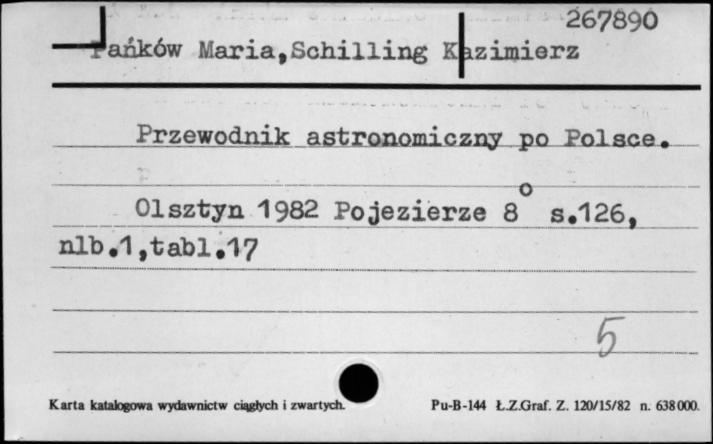 267890
Pańków Maria,Schilling Kazimierz
Przewodnik astronomiczny po Polsce.
Olsztyn 1982 Pojezierze 8o s.126,
nlb.1,tabl.17
5
Karta katalogowa wydawnictw ciągłych i zwartych.
Pu-B-144 Ł.Z.Graf. Z. 120/15/82 n. 638000.